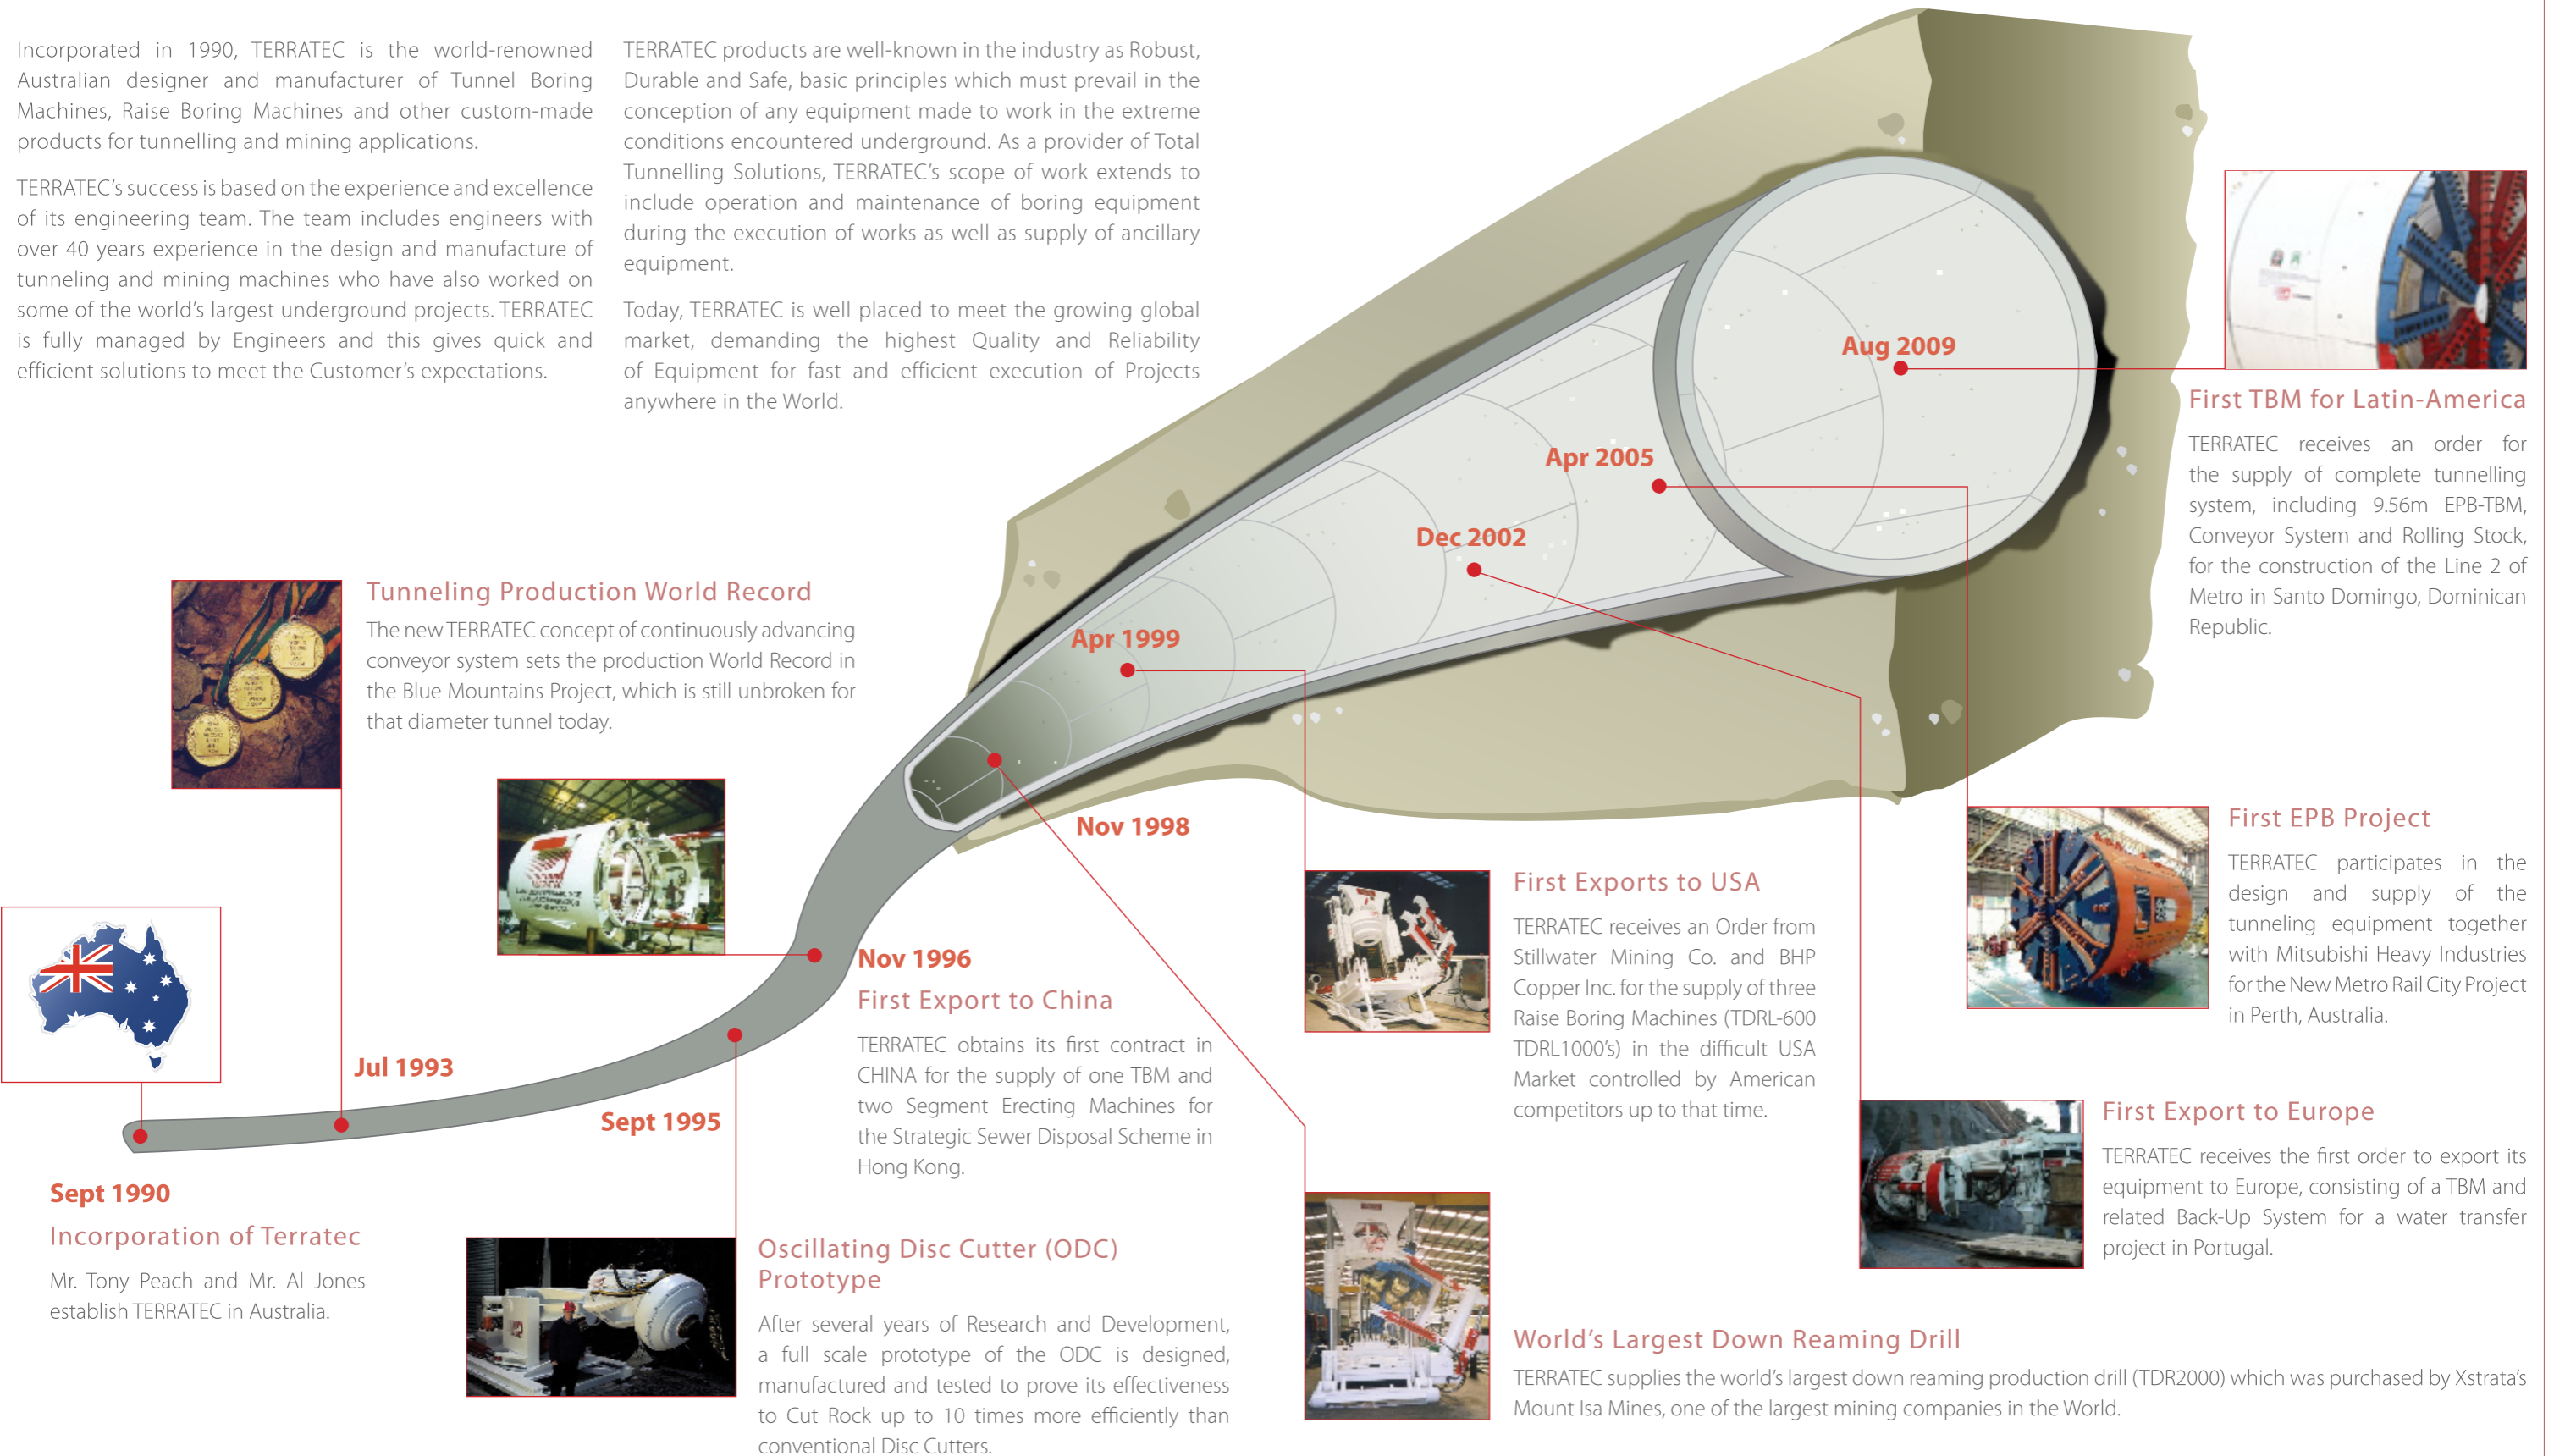 Incorporated in 1990, TERRATEC is the world-renowned
Australian designer and manufacturer of Tunnel Boring
Machines, Raise Boring Machines and other custom-made
products for tunnelling and mining applications.
TERRATEC's success is based on the experience and excellence
of its engineering team. The team includes engineers with
over 40 years experience in the design and manufacture of
tunneling and mining machines who have also worked on
some of the world's largest underground projects. TERRATEC
is fully managed by Engineers and this gives quick and
efficient solutions to meet the Customer's expectations.
TERRATEC products are well-known in the industry as Robust,
Durable and Safe, basic principles which must prevail in the
conception of any equipment made to work in the extreme
conditions encountered underground. As a provider of Total
Tunnelling Solutions, TERRATEC's scope of work extends to
include operation and maintenance of boring equipment
during the execution of works as well as supply of ancillary
equipment.
Today, TERRATEC is well placed to meet the growing global
market, demanding the highest Quality and Reliability
of Equipment for fast and efficient execution of Projects
anywhere in the World.
Sept 1990
Incorporation of Terratec
Mr. Tony Peach and Mr. Al Jones
establish TERRATEC in Australia.
Jul 1993
Tunneling Production World Record
The new TERRATEC concept of continuously advancing
conveyor system sets the production World Record in
the Blue Mountains Project, which is still unbroken for
that diameter tunnel today.
Sept 1995
Oscillating Disc Cutter (ODC)
Prototype
After several years of Research and Development,
a full scale prototype of the ODC is designed,
manufactured and tested to prove its effectiveness
to Cut Rock up to 10 times more efficiently than
conventional Disc Cutters.
Nov 1996
First Export to China
TERRATEC obtains its first contract in
CHINA for the supply of one TBM and
two Segment Erecting Machines for
the Strategic Sewer Disposal Scheme in
Hong Kong.
Nov 1998
World's Largest Down Reaming Drill
TERRATEC supplies the world's largest down reaming production drill (TDR2000) which was purchased by Xstrata's
Mount Isa Mines, one of the largest mining companies in the World.
Apr 1999
First Exports to USA
TERRATEC receives an Order from
Stillwater Mining Co. and BHP
Copper Inc. for the supply of three
Raise Boring Machines (TDRL-600
TDRL1000's) in the difficult USA
Market controlled by American
competitors up to that time.
Dec 2002
First Export to Europe
TERRATEC receives the first order to export its
equipment to Europe, consisting of a TBM and
related Back-Up System for a water transfer
project in Portugal.
Apr 2005
First EPB Project
TERRATEC participates in the
design and supply of the
tunneling equipment together
with Mitsubishi Heavy Industries
for the New Metro Rail City Project
in Perth, Australia.
Aug 2009
First TBM for Latin-America
TERRATEC receives an order for
the supply of complete tunnelling
system, including 9.56m EPB-TBM,
Conveyor System and Rolling Stock,
for the construction of the Line 2 of
Metro in Santo Domingo, Dominican
Republic.